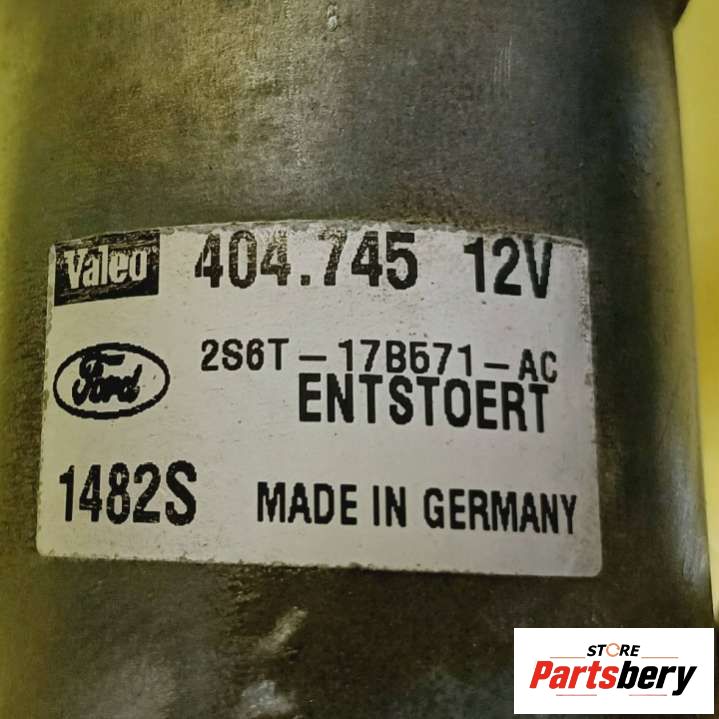 Valeo 404.745 12V
Ford 2S6T-17B571-AC
ENTSTOERT
1482S MADE IN GERMANY
STORE
Partsbery